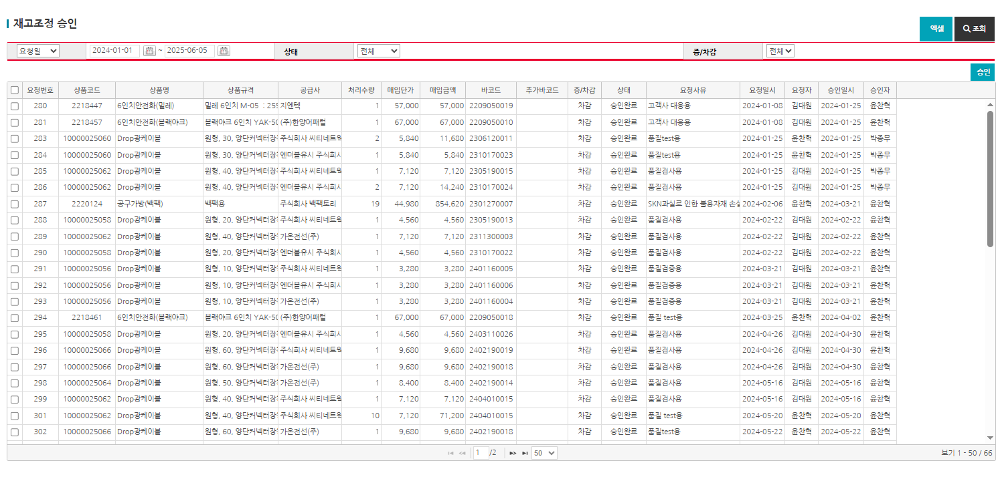 재고조정 승인
엑셀 조회
요청일 2024-01-01 ~ 2025-06-05 상태 전체 증/차감 전체
승인
요청번호 상품코드 상품명 상품규격 공급사 처리수량 매입단가 매입금액 바코드 추가바코드 증/차감 상태 요청사유 요청일시 요청자 승인일시 승인자
280 2218447 6인치안전화(밀레) 밀레 6인치 M-05 : 255 지엔텍 1 57,000 57,000 2209050019 차감 승인완료 고객사 대응용 2024-01-08 김대원 2024-01-25 윤찬혁
281 2218457 6인치안전화(블랙야크) 블랙야크 6인치 YAK-50 (주)한양어패럴 1 67,000 67,000 2209050010 차감 승인완료 고객사 대응용 2024-01-08 김대원 2024-01-25 윤찬혁
283 10000025060 Drop광케이블 원형, 30, 양단커넥터장 주식회사 씨티네트웍 2 5,840 11,680 2306120011 차감 승인완료 품질test용 2024-01-25 윤찬혁 2024-01-25 박종무
284 10000025060 Drop광케이블 원형, 30, 양단커넥터장 엔더블유시 주식회사 1 5,840 5,840 2310170023 차감 승인완료 품질test용 2024-01-25 윤찬혁 2024-01-25 박종무
285 10000025062 Drop광케이블 원형, 40, 양단커넥터장 주식회사 씨티네트웍 1 7,120 7,120 2305190015 차감 승인완료 품질검사용 2024-01-25 김대원 2024-01-25 박종무
286 10000025062 Drop광케이블 원형, 40, 양단커넥터장 엔더블유시 주식회사 2 7,120 14,240 2310170024 차감 승인완료 품질검사용 2024-01-25 김대원 2024-01-25 박종무
287 2220124 공구가방(백팩) 백팩용 주식회사 백팩토리 19 44,980 854,620 2301270007 차감 승인완료 SKN과실로 인한 불용자재 손실 2024-02-06 윤찬혁 2024-03-21 윤찬혁
288 10000025058 Drop광케이블 원형, 20, 양단커넥터장 주식회사 씨티네트웍 1 4,560 4,560 2305190013 차감 승인완료 품질검사용 2024-02-22 김대원 2024-02-22 윤찬혁
289 10000025062 Drop광케이블 원형, 40, 양단커넥터장 가온전선(주) 1 7,120 7,120 2311300003 차감 승인완료 품질검사용 2024-02-22 김대원 2024-02-22 윤찬혁
290 10000025058 Drop광케이블 원형, 20, 양단커넥터장 엔더블유시 주식회사 1 4,560 4,560 2310170022 차감 승인완료 품질검사용 2024-02-22 김대원 2024-02-22 윤찬혁
291 10000025056 Drop광케이블 원형, 10, 양단커넥터장 주식회사 씨티네트웍 1 3,280 3,280 2401160005 차감 승인완료 품질검증용 2024-03-21 김대원 2024-03-21 윤찬혁
292 10000025056 Drop광케이블 원형, 10, 양단커넥터장 엔더블유시 주식회사 1 3,280 3,280 2401160006 차감 승인완료 품질검증용 2024-03-21 김대원 2024-03-21 윤찬혁
293 10000025056 Drop광케이블 원형, 10, 양단커넥터장 가온전선(주) 1 3,280 3,280 2401160004 차감 승인완료 품질검증용 2024-03-21 김대원 2024-03-21 윤찬혁
294 2218461 6인치안전화(블랙야크) 블랙야크 6인치 YAK-50 (주)한양어패럴 1 67,000 67,000 2209050018 차감 승인완료 품질 test용 2024-03-25 윤찬혁 2024-04-02 윤찬혁
295 10000025058 Drop광케이블 원형, 20, 양단커넥터장 엔더블유시 주식회사 1 4,560 4,560 2403110026 차감 승인완료 품질검사용 2024-04-26 김대원 2024-04-30 윤찬혁
296 10000025066 Drop광케이블 원형, 60, 양단커넥터장 주식회사 씨티네트웍 1 9,680 9,680 2402190019 차감 승인완료 품질검사용 2024-04-26 김대원 2024-04-30 윤찬혁
297 10000025066 Drop광케이블 원형, 60, 양단커넥터장 가온전선(주) 1 9,680 9,680 2402190018 차감 승인완료 품질검사용 2024-04-26 김대원 2024-04-30 윤찬혁
298 10000025064 Drop광케이블 원형, 50, 양단커넥터장 가온전선(주) 1 8,400 8,400 2402190014 차감 승인완료 품질검사용 2024-05-16 김대원 2024-05-16 윤찬혁
299 10000025062 Drop광케이블 원형, 40, 양단커넥터장 주식회사 씨티네트웍 1 7,120 7,120 2404010015 차감 승인완료 품질검사용 2024-05-16 김대원 2024-05-16 윤찬혁
301 10000025062 Drop광케이블 원형, 40, 양단커넥터장 주식회사 씨티네트웍 10 7,120 71,200 2404010015 차감 승인완료 품질 test용 2024-05-20 윤찬혁 2024-05-20 윤찬혁
302 10000025066 Drop광케이블 원형, 60, 양단커넥터장 가온전선(주) 1 9,680 9,680 2402190018 차감 승인완료 품질test용 2024-05-22 윤찬혁 2024-05-22 윤찬혁
1 /2 50 보기 1 - 50 / 66